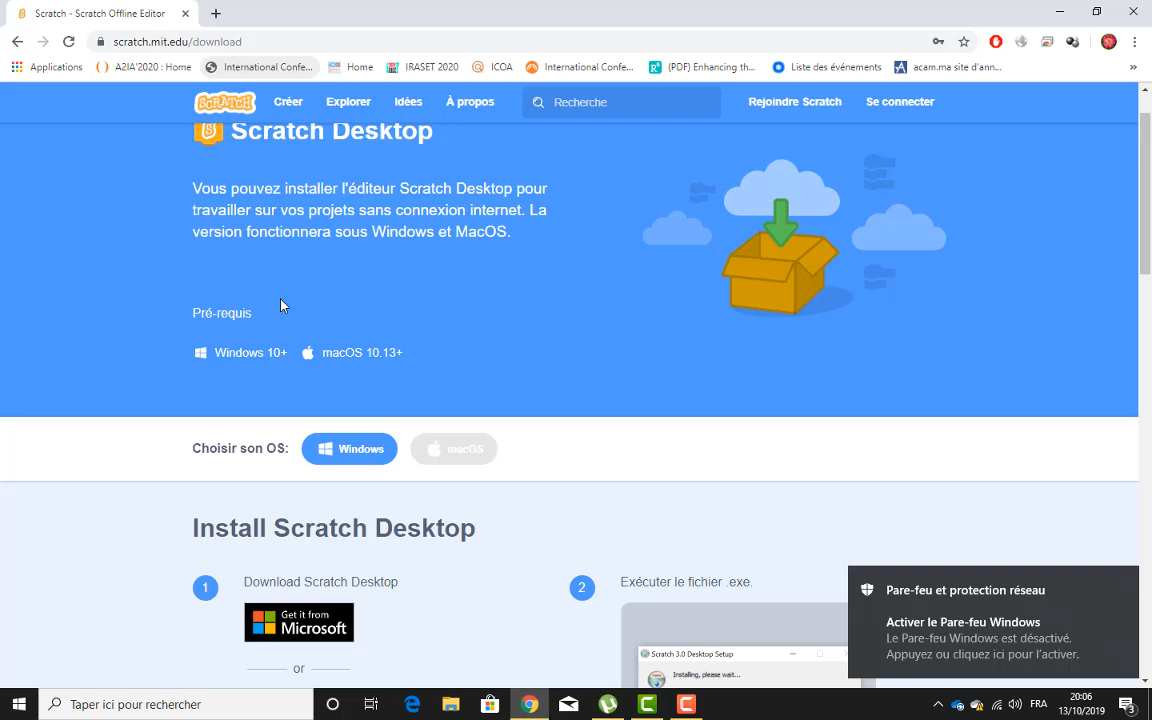 Scratch - Scratch Offline Editor
scratch.mit.edu/download
Applications
A2IA'2020 : Home
International Confe...
Home
IRASET 2020
ICOA
International Confe...
(PDF) Enhancing th...
Liste des événements
acam.ma site d'ann...
»
SCRATCH
Créer
Explorer
Idées
À propos
Recherche
Rejoindre Scratch
Se connecter
Scratch Desktop
Vous pouvez installer l'éditeur Scratch Desktop pour
travailler sur vos projets sans connexion internet. La
version fonctionnera sous Windows et MacOS.
Pré-requis
Windows 10+
macOS 10.13+
Choisir son OS:
Windows
macOS
Install Scratch Desktop
1
Download Scratch Desktop
Get it from
Microsoft
or
2
Exécuter le fichier .exe.
Scratch 3.0 Desktop Setup
Installing, please wait...
Pare-feu et protection réseau
Activer le Pare-feu Windows
Le Pare-feu Windows est désactivé.
Appuyez ou cliquez ici pour l'activer.
Taper ici pour rechercher
FRA
20:06
13/10/2019
3